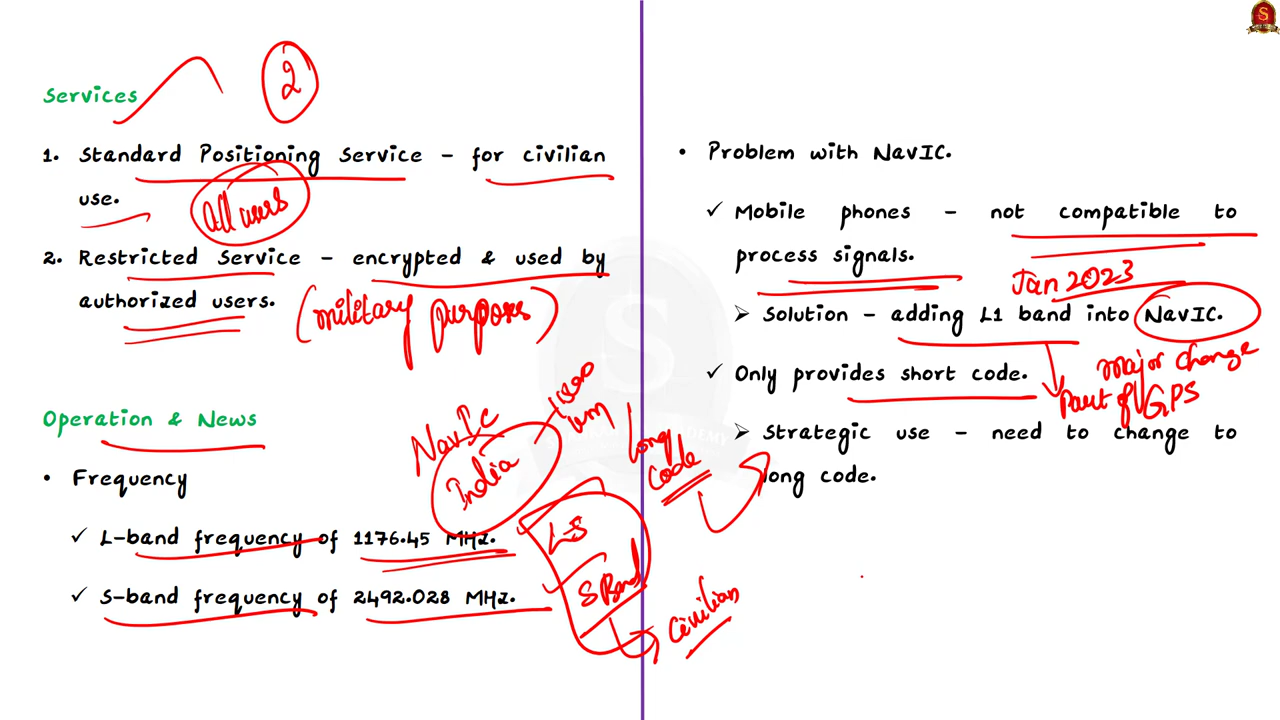 Services
2
1. Standard Positioning Service - for civilian
use.
All users
2. Restricted Service - encrypted & used by
authorized users.
(military purpose)
Operation & News
NavIC
India
• Frequency
✓ L-band frequency of 1176.45 MHz.
✓ S-band frequency of 2492.028 MHz.
L-5
S Band
Civilian
long
code
• Problem with NavIC.
✓ Mobile phones - not compatible to
process signals.
Jan 2023
➢ Solution - adding L1 band into NavIC.
major change
Part of GPS
✓ Only provides short code.
➢ Strategic use - need to change to
long code.
S